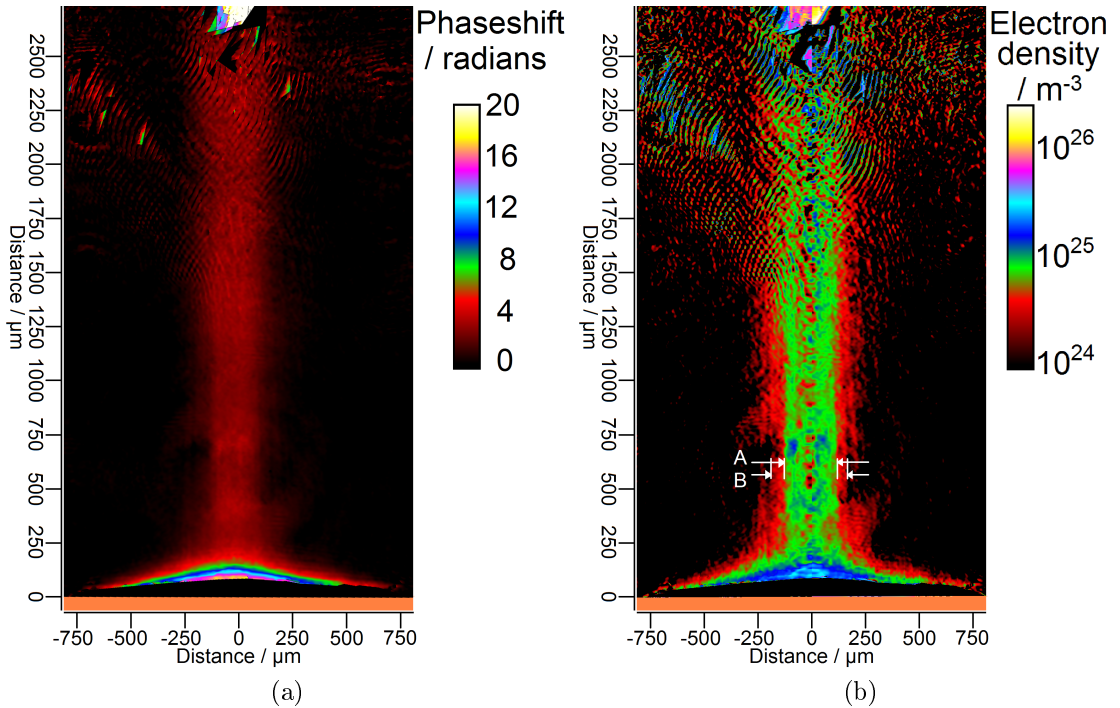 Phaseshift
/ radians
20
16
12
8
4
0
2500
2250
2000
1750
1500
1250
1000
750
500
250
0
Distance / µm
-750 -500 -250 0 250 500 750
Distance / µm
(a)
Electron
density
/ m-3
10^26
10^25
10^24
2500
2250
2000
1750
1500
1250
1000
750
500
250
0
Distance / µm
A
B
-750 -500 -250 0 250 500 750
Distance / µm
(b)